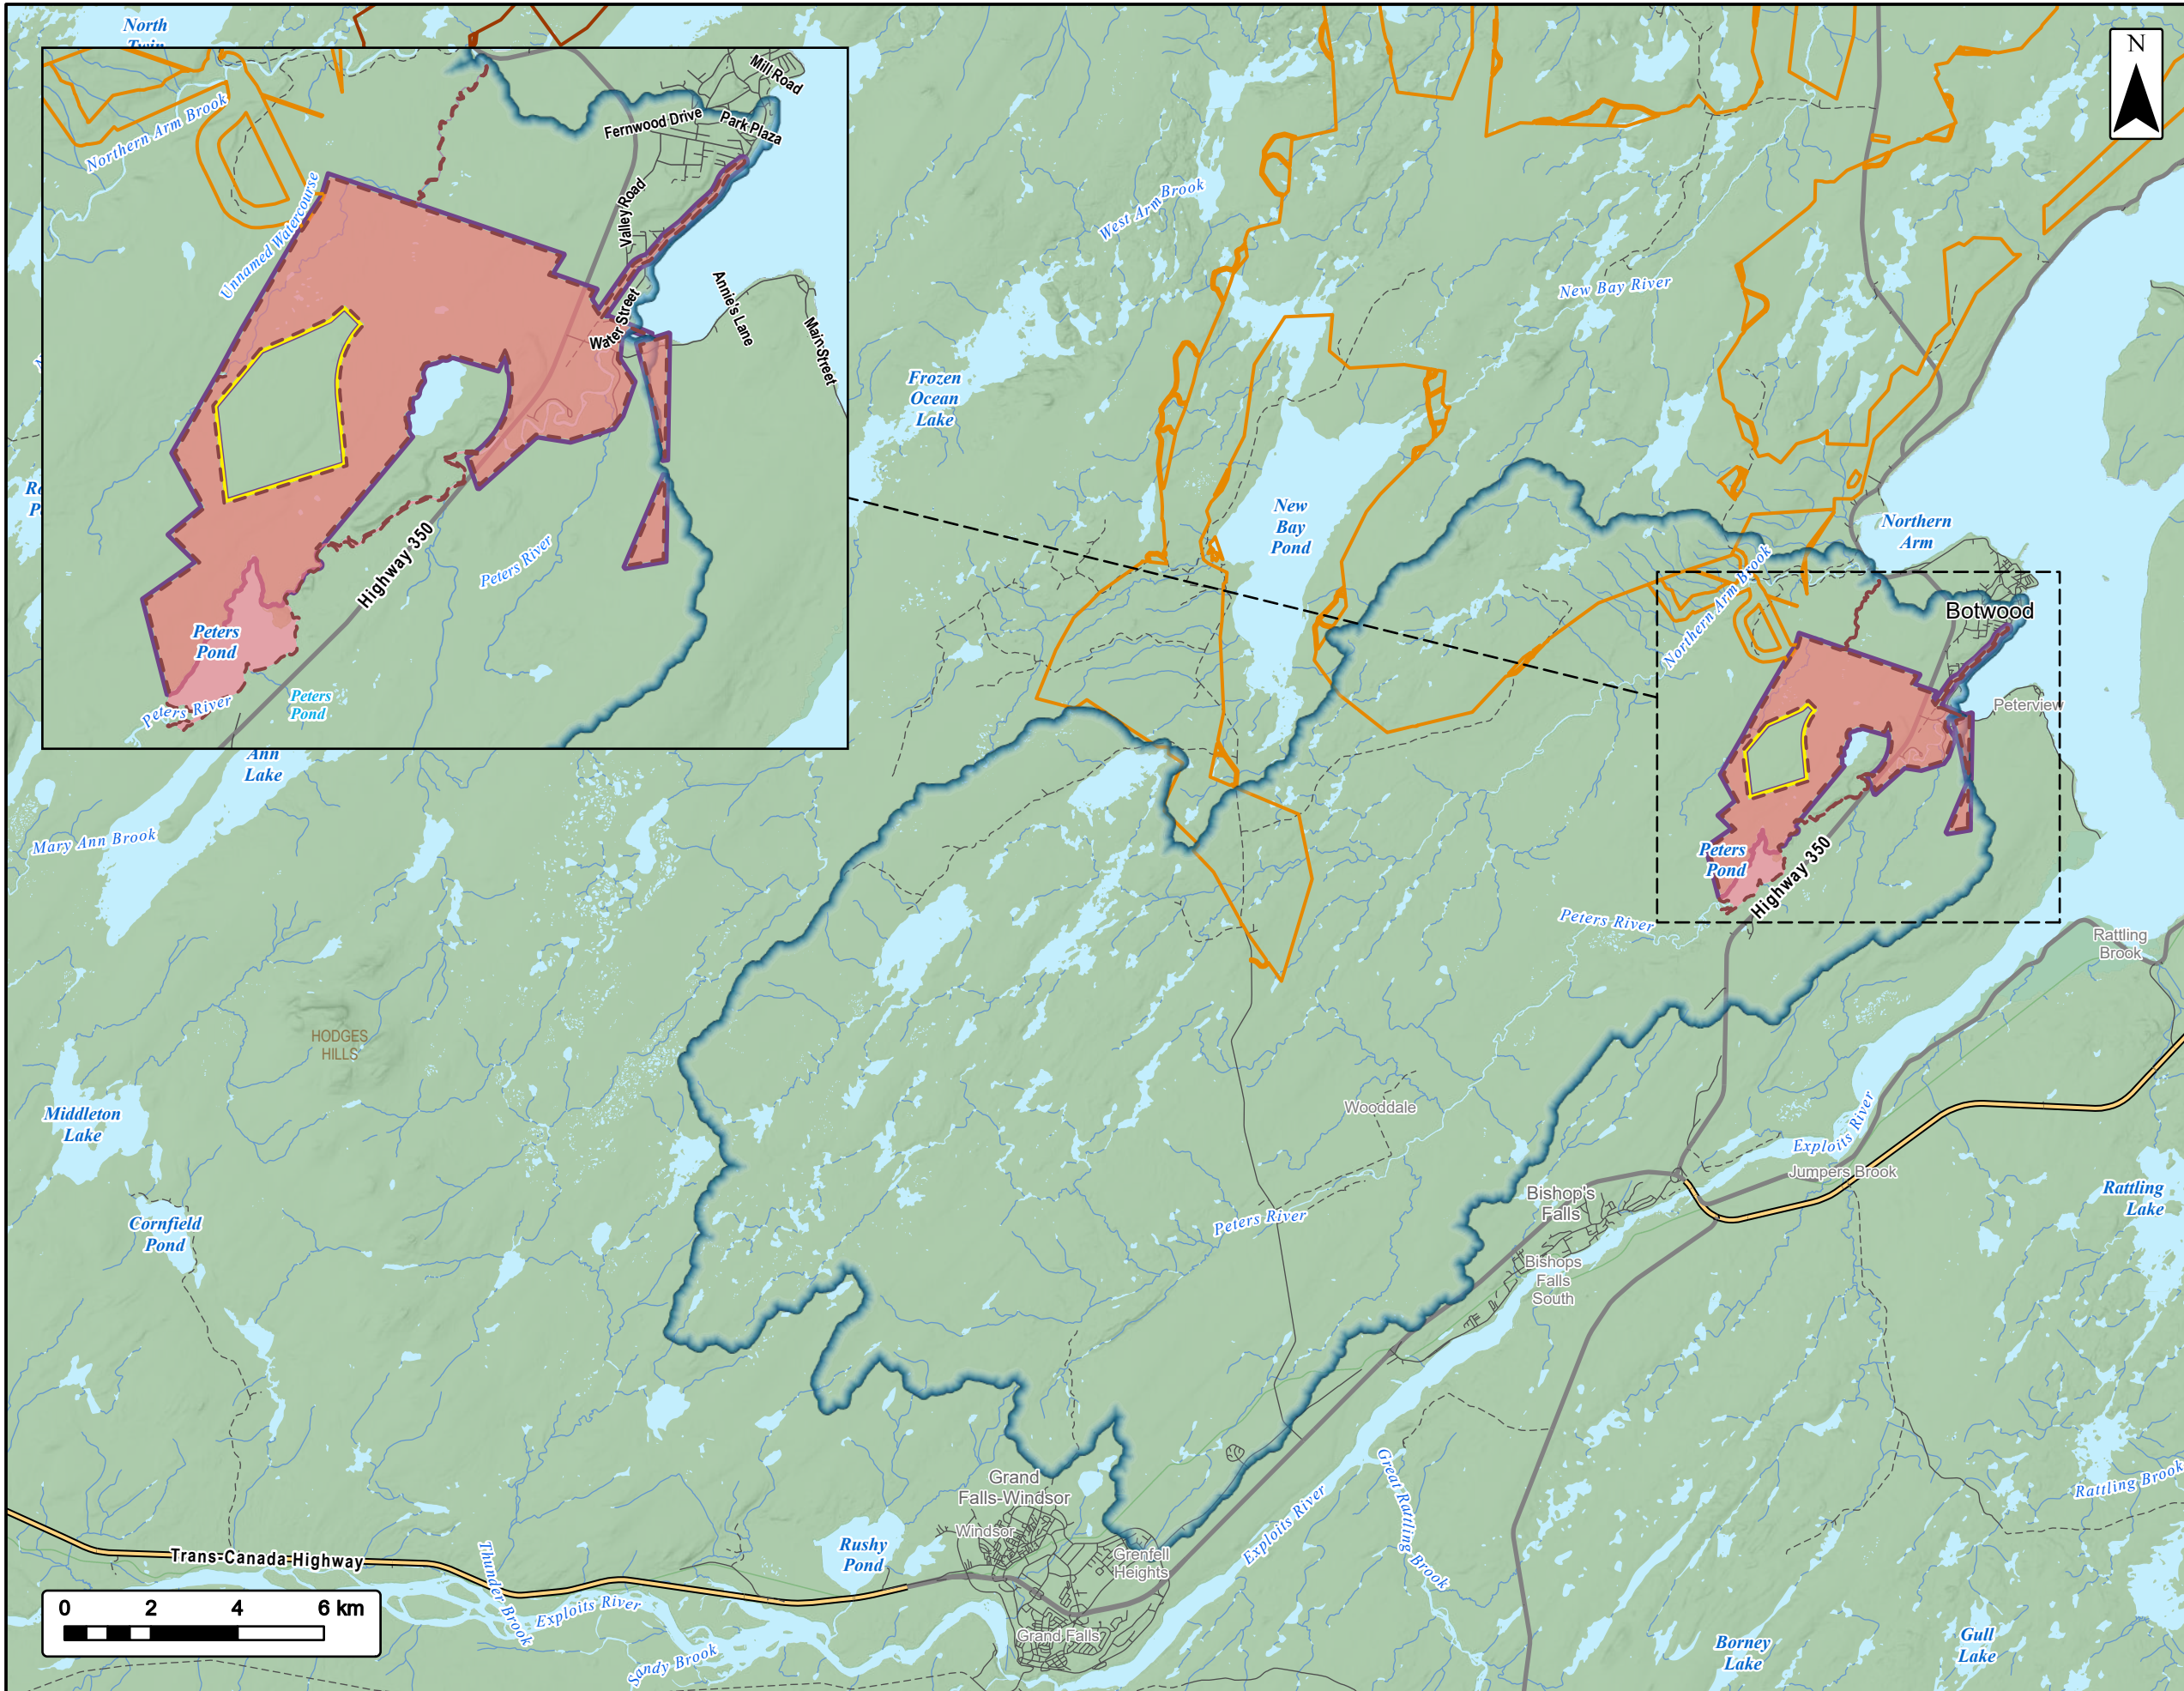 North
N
Mill Road
Fernwood Drive
Park Plaza
Northern Arm Brook
Unnamed Watercourse
Valley Road
Annie's Lane
Main Street
Water Street
Highway 350
Peters River
Peters
Pond
Peters River
Peters
Pond
West Arm Brook
New Bay River
Frozen
Ocean
Lake
New
Bay
Pond
Northern
Arm
Northern Arm Brook
Botwood
Peterview
Ann
Lake
Mary Ann Brook
Peters
Pond
Highway 350
Peters River
Rattling
Brook
HODGES
HILLS
Middleton
Lake
Wooddale
Exploits River
Jumpers Brook
Cornfield
Pond
Bishop's
Falls
Peters River
Rattling
Lake
Bishops
Falls
South
Grand
Falls-Windsor
Windsor
Great Rattling Brook
Rattling Brook
Trans-Canada-Highway
Thunder Brook
Rushy
Pond
Grenfell
Heights
Exploits River
0 2 4 6 km
Exploits River
Sandy Brook
Grand Falls
Borney
Lake
Gull
Lake